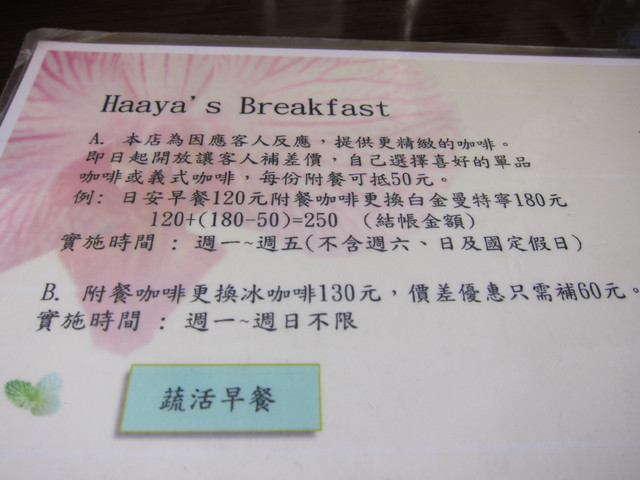 Haaya's Breakfast
A. 本店為因應客人反應，提供更精緻的咖啡。
即日起開放讓客人補差價，自己選擇喜好的單品
咖啡或義式咖啡，每份附餐可抵50元。
例: 日安早餐120元附餐咖啡更換白金曼特寧180元
120+(180-50)=250 (結帳金額)
實施時間 : 週一~週五(不含週六、日及國定假日)
B. 附餐咖啡更換冰咖啡130元，價差優惠只需補60元。
實施時間 : 週一~週日不限
蔬活早餐